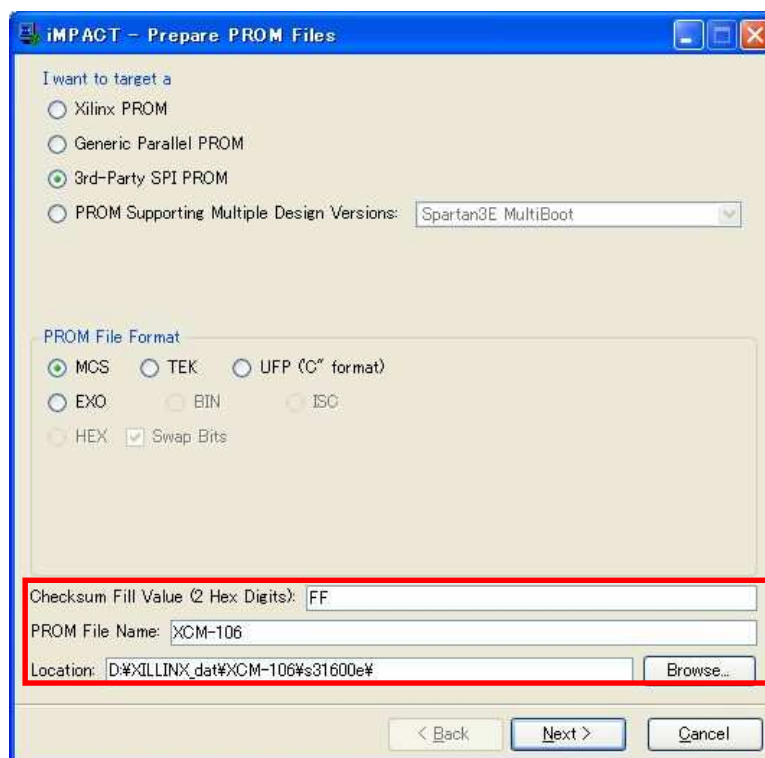 iMPACT - Prepare PROM Files
I want to target a
Xilinx PROM
Generic Parallel PROM
3rd-Party SPI PROM
PROM Supporting Multiple Design Versions: Spartan3E MultiBoot
PROM File Format
MCS TEK UFP ("C" format)
EXO BIN ISC
HEX Swap Bits
Checksum Fill Value (2 Hex Digits): FF
PROM File Name: XCM-106
Location: D:¥XILLINX_dat¥XCM-106¥s31600e¥ Browse...
< Back Next > Cancel